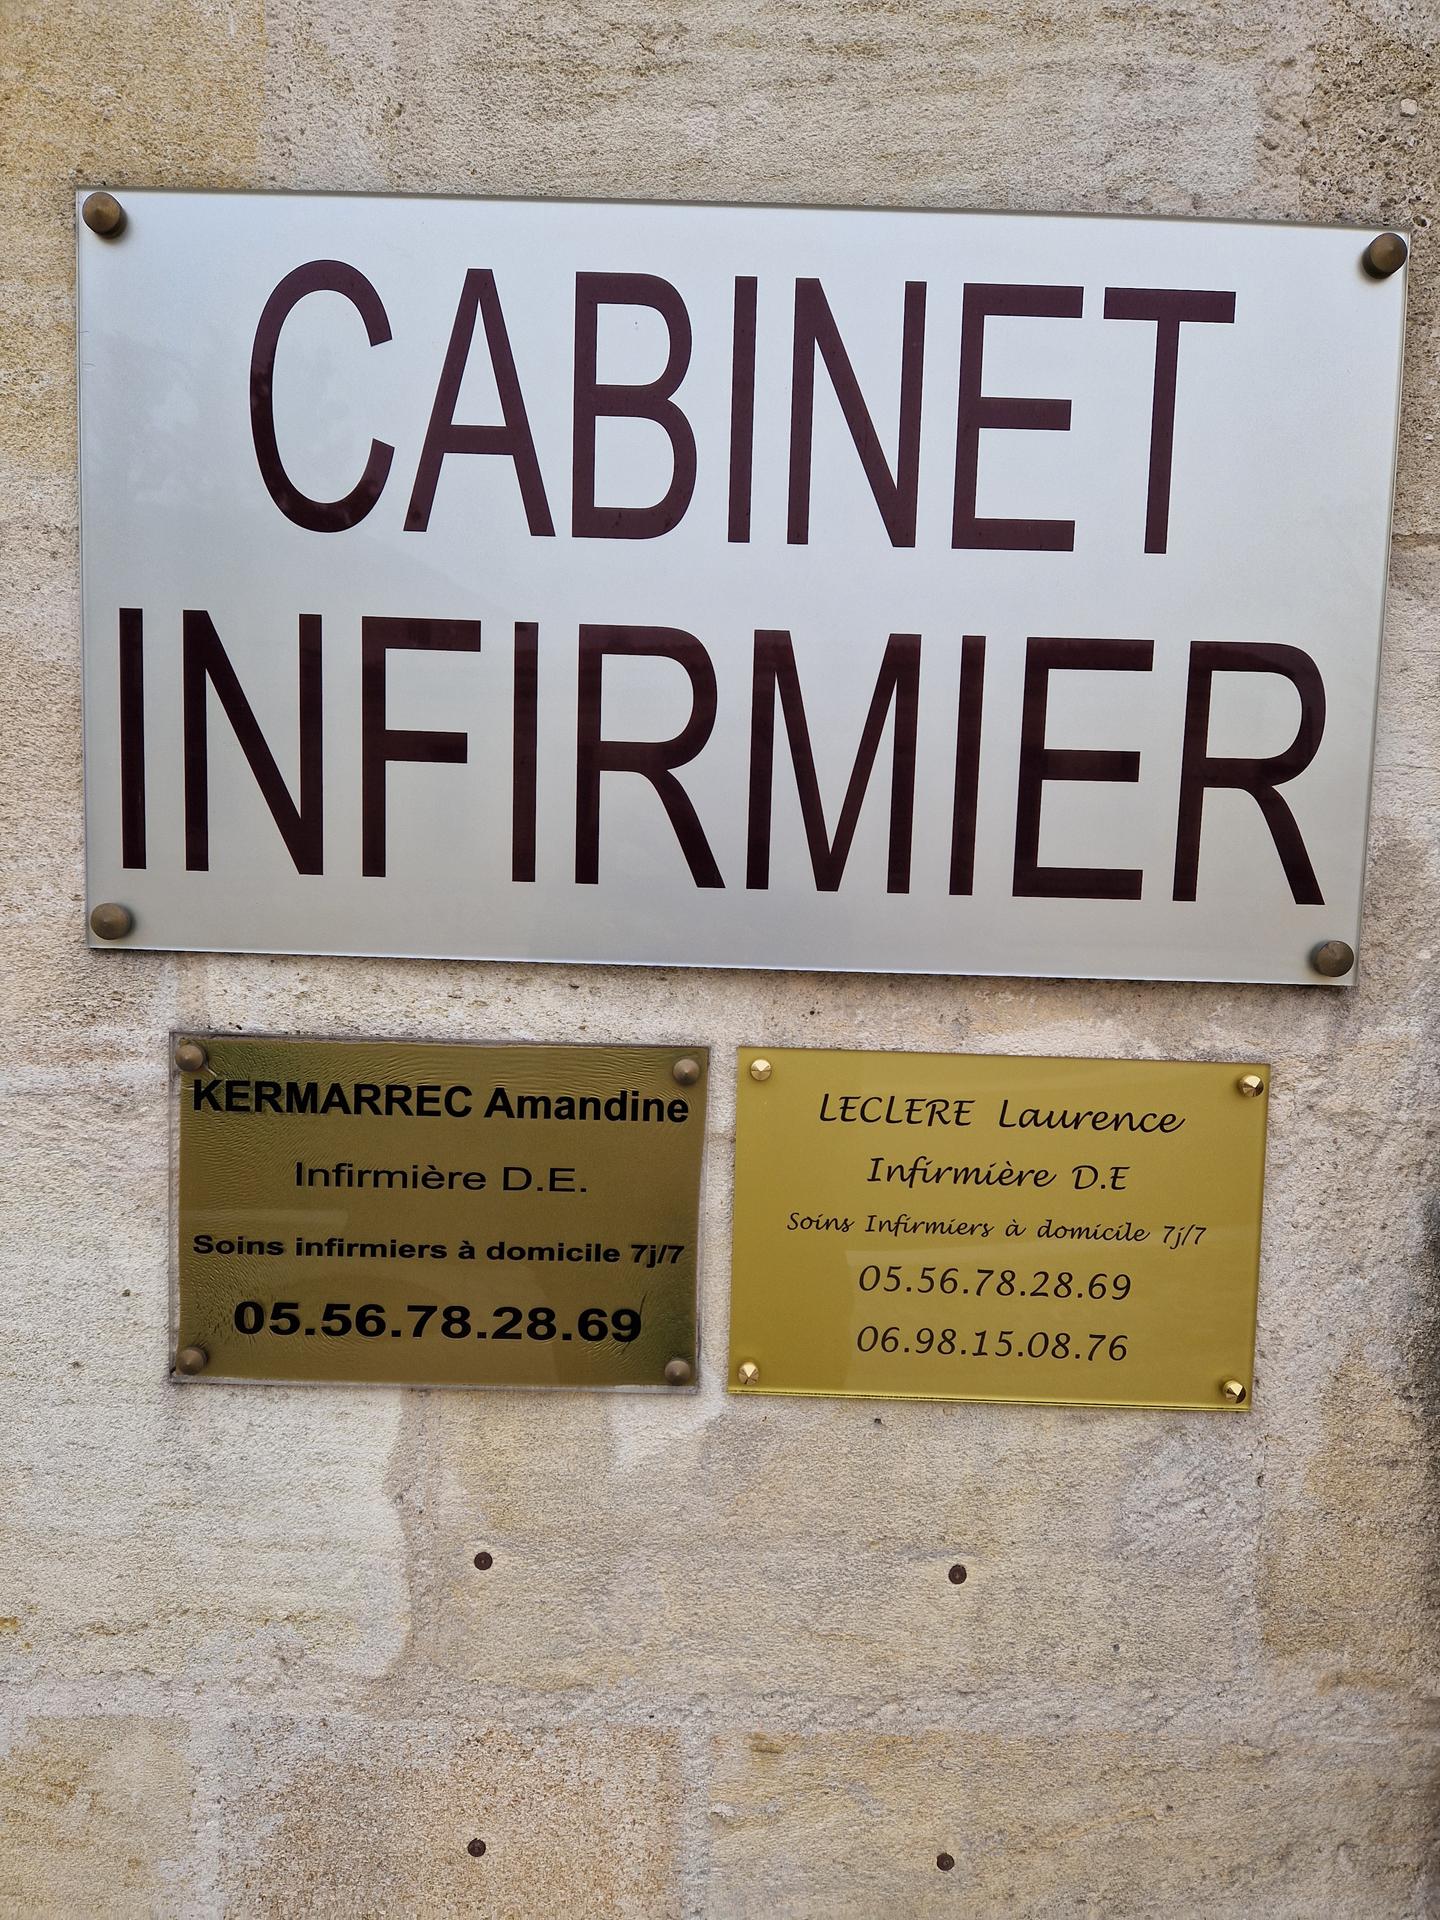 CABINET
INFIRMIER
KERMARREC Amandine
Infirmière D.E.
Soins infirmiers à domicile 7j/7
05.56.78.28.69
LECLERE Laurence
Infirmière D.E
Soins Infirmiers à domicile 7j/7
05.56.78.28.69
06.98.15.08.76